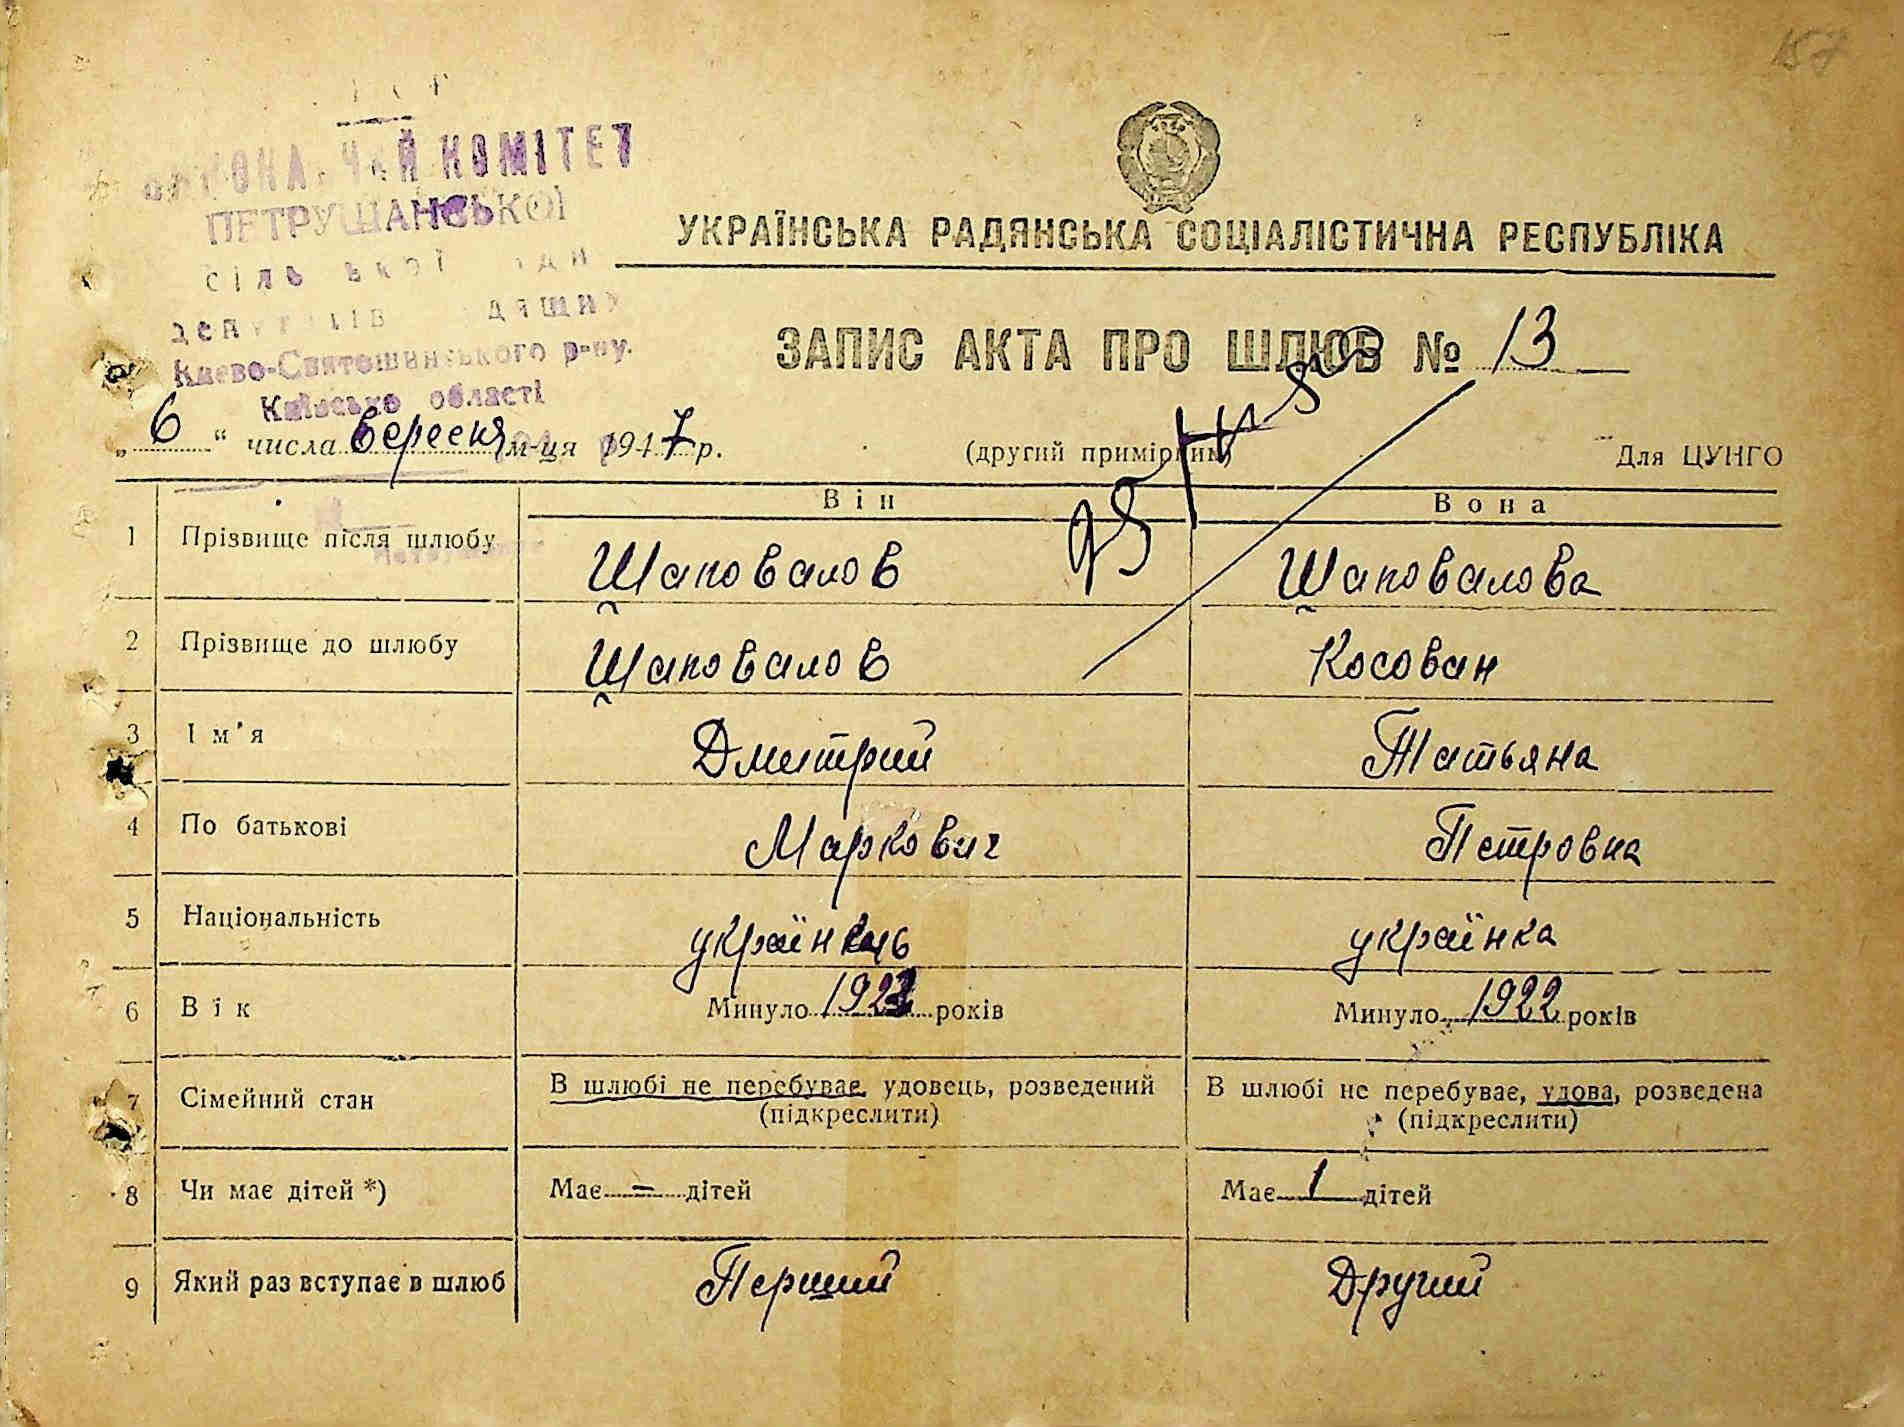 157
КОМІТЕТ
ПЕТРУШАНСЬКОЇ
Києво-Святошинського р-ну.
області
УКРАЇНСЬКА РАДЯНСЬКА СОЦІАЛІСТИЧНА РЕСПУБЛІКА
ЗАПИС АКТА ПРО ШЛЮБ № 13
„ 6 “ числа вересня м-ця 1947 р. (другий примірник) Для ЦУНГО
Він Вона
1 Прізвище після шлюбу Шаповалов Шаповалова
2 Прізвище до шлюбу Шаповалов Косован
3 Ім'я Дмитрий Татьяна
4 По батькові Маркович Петровна
5 Національність українець українка
6 Вік Минуло 1923 років Минуло 1922 років
7 Сімейний стан В шлюбі не перебуває, удовець, розведений В шлюбі не перебуває, удова, розведена
(підкреслити) (підкреслити)
8 Чи має дітей *) Має - дітей Має 1 дітей
9 Який раз вступає в шлюб Перший Другий